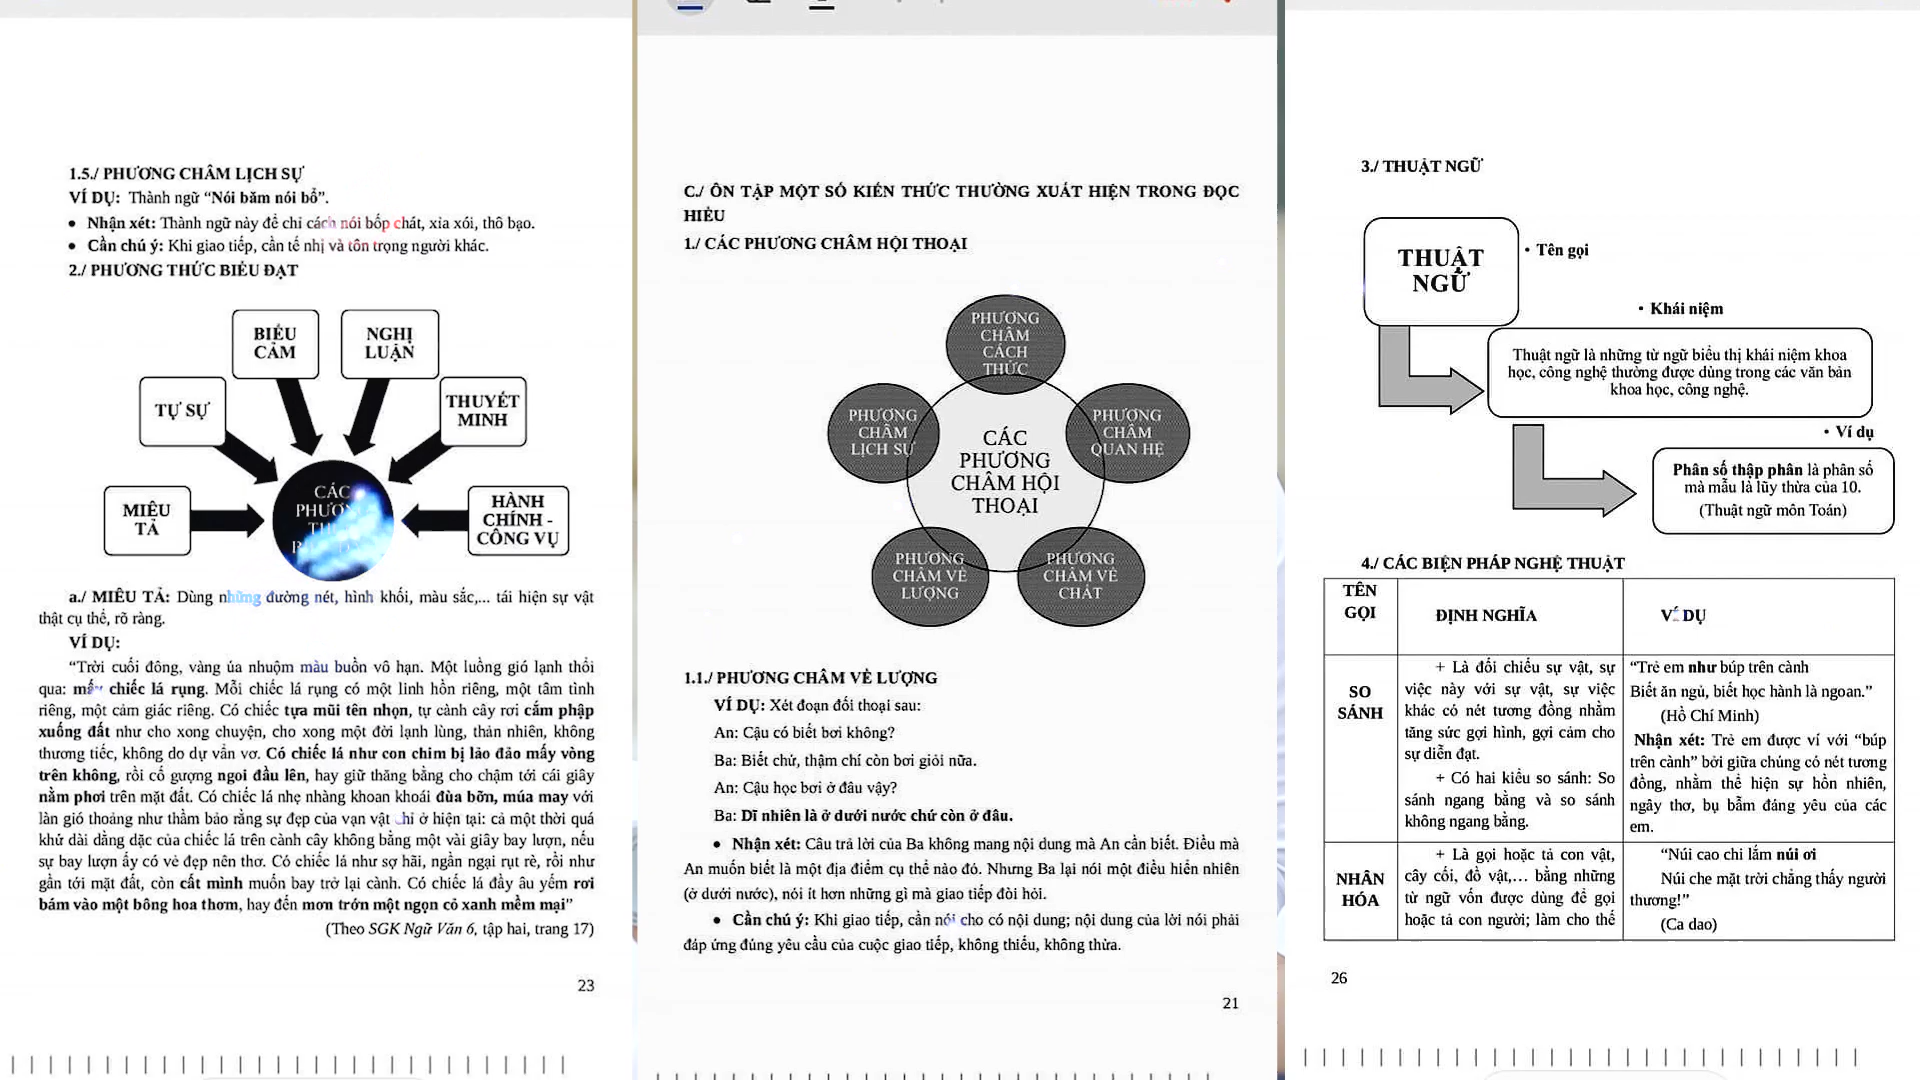 1.5./ PHƯƠNG CHÂM LỊCH SỰ
VÍ DỤ: Thành ngữ “Nói băm nói bổ”.
• Nhận xét: Thành ngữ này để chỉ cách nói bốp chát, xỉa xói, thô bạo.
• Cần chú ý: Khi giao tiếp, cần tế nhị và tôn trọng người khác.
2./ PHƯƠNG THỨC BIỂU ĐẠT
BIỂU
CẢM
NGHỊ
LUẬN
TỰ SỰ
THUYẾT
MINH
MIÊU
TẢ
CÁC
HÀNH
CHÍNH -
CÔNG VỤ
a./ MIÊU TẢ: Dùng những đường nét, hình khối, màu sắc,... tái hiện sự vật
thật cụ thể, rõ ràng.
VÍ DỤ:
“Trời cuối đông, vàng úa nhuộm màu buồn vô hạn. Một luồng gió lạnh thổi
qua: mấy chiếc lá rụng. Mỗi chiếc lá rụng có một linh hồn riêng, một tâm tình
riêng, một cảm giác riêng. Có chiếc tựa mũi tên nhọn, tự cành cây rơi cắm phập
xuống đất như cho xong chuyện, cho xong một đời lạnh lùng, thản nhiên, không
thương tiếc, không do dự vẩn vơ. Có chiếc lá như con chim bị lảo đảo mấy vòng
trên không, rồi cố gượng ngoi đầu lên, hay giữ thăng bằng cho chậm tới cái giây
nằm phơi trên mặt đất. Có chiếc lá nhẹ nhàng khoan khoái đùa bỡn, múa may với
làn gió thoảng như thầm bảo rằng sự đẹp của vạn vật chỉ ở hiện tại: cả một thời quá
khứ dài dằng dặc của chiếc lá trên cành cây không bằng một vài giây bay lượn, nếu
sự bay lượn ấy có vẻ đẹp nên thơ. Có chiếc lá như sợ hãi, ngần ngại rụt rè, rồi như
gần tới mặt đất, còn cất mình muốn bay trở lại cành. Có chiếc lá đầy âu yếm rơi
bám vào một bông hoa thơm, hay đến mơn trớn một ngọn cỏ xanh mềm mại”
(Theo SGK Ngữ Văn 6, tập hai, trang 17)
23
C./ ÔN TẬP MỘT SỐ KIẾN THỨC THƯỜNG XUẤT HIỆN TRONG ĐỌC
HIỂU
1./ CÁC PHƯƠNG CHÂM HỘI THOẠI
PHƯƠNG
CHÂM
CÁCH
THỨC
PHƯƠNG
CHÂM
LỊCH SỰ
PHƯƠNG
CHÂM
QUAN HỆ
CÁC
PHƯƠNG
CHÂM HỘI
THOẠI
PHƯƠNG
CHÂM VỀ
LƯỢNG
PHƯƠNG
CHÂM VỀ
CHẤT
1.1./ PHƯƠNG CHÂM VỀ LƯỢNG
VÍ DỤ: Xét đoạn đối thoại sau:
An: Cậu có biết bơi không?
Ba: Biết chứ, thậm chí còn bơi giỏi nữa.
An: Cậu học bơi ở đâu vậy?
Ba: Dĩ nhiên là ở dưới nước chứ còn ở đâu.
• Nhận xét: Câu trả lời của Ba không mang nội dung mà An cần biết. Điều mà
An muốn biết là một địa điểm cụ thể nào đó. Nhưng Ba lại nói một điều hiển nhiên
(ở dưới nước), nói ít hơn những gì mà giao tiếp đòi hỏi.
• Cần chú ý: Khi giao tiếp, cần nói cho có nội dung; nội dung của lời nói phải
đáp ứng đúng yêu cầu của cuộc giao tiếp, không thiếu, không thừa.
21
3./ THUẬT NGỮ
THUẬT
NGỮ
• Tên gọi
• Khái niệm
Thuật ngữ là những từ ngữ biểu thị khái niệm khoa
học, công nghệ thường được dùng trong các văn bản
khoa học, công nghệ.
• Ví dụ
Phân số thập phân là phân số
mà mẫu là lũy thừa của 10.
(Thuật ngữ môn Toán)
4./ CÁC BIỆN PHÁP NGHỆ THUẬT
TÊN
GỌI
ĐỊNH NGHĨA
VÍ DỤ
SO
SÁNH
+ Là đối chiếu sự vật, sự
việc này với sự vật, sự việc
khác có nét tương đồng nhằm
tăng sức gợi hình, gợi cảm cho
sự diễn đạt.
+ Có hai kiểu so sánh: So
sánh ngang bằng và so sánh
không ngang bằng.
“Trẻ em như búp trên cành
Biết ăn ngủ, biết học hành là ngoan.”
(Hồ Chí Minh)
Nhận xét: Trẻ em được ví với “búp
trên cành” bởi giữa chúng có nét tương
đồng, nhằm thể hiện sự hồn nhiên,
ngây thơ, bụ bẫm đáng yêu của các
em.
NHÂN
HÓA
+ Là gọi hoặc tả con vật,
cây cối, đồ vật,… bằng những
từ ngữ vốn được dùng để gọi
hoặc tả con người; làm cho thế
“Núi cao chi lắm núi ơi
Núi che mặt trời chẳng thấy người
thương!”
(Ca dao)
26